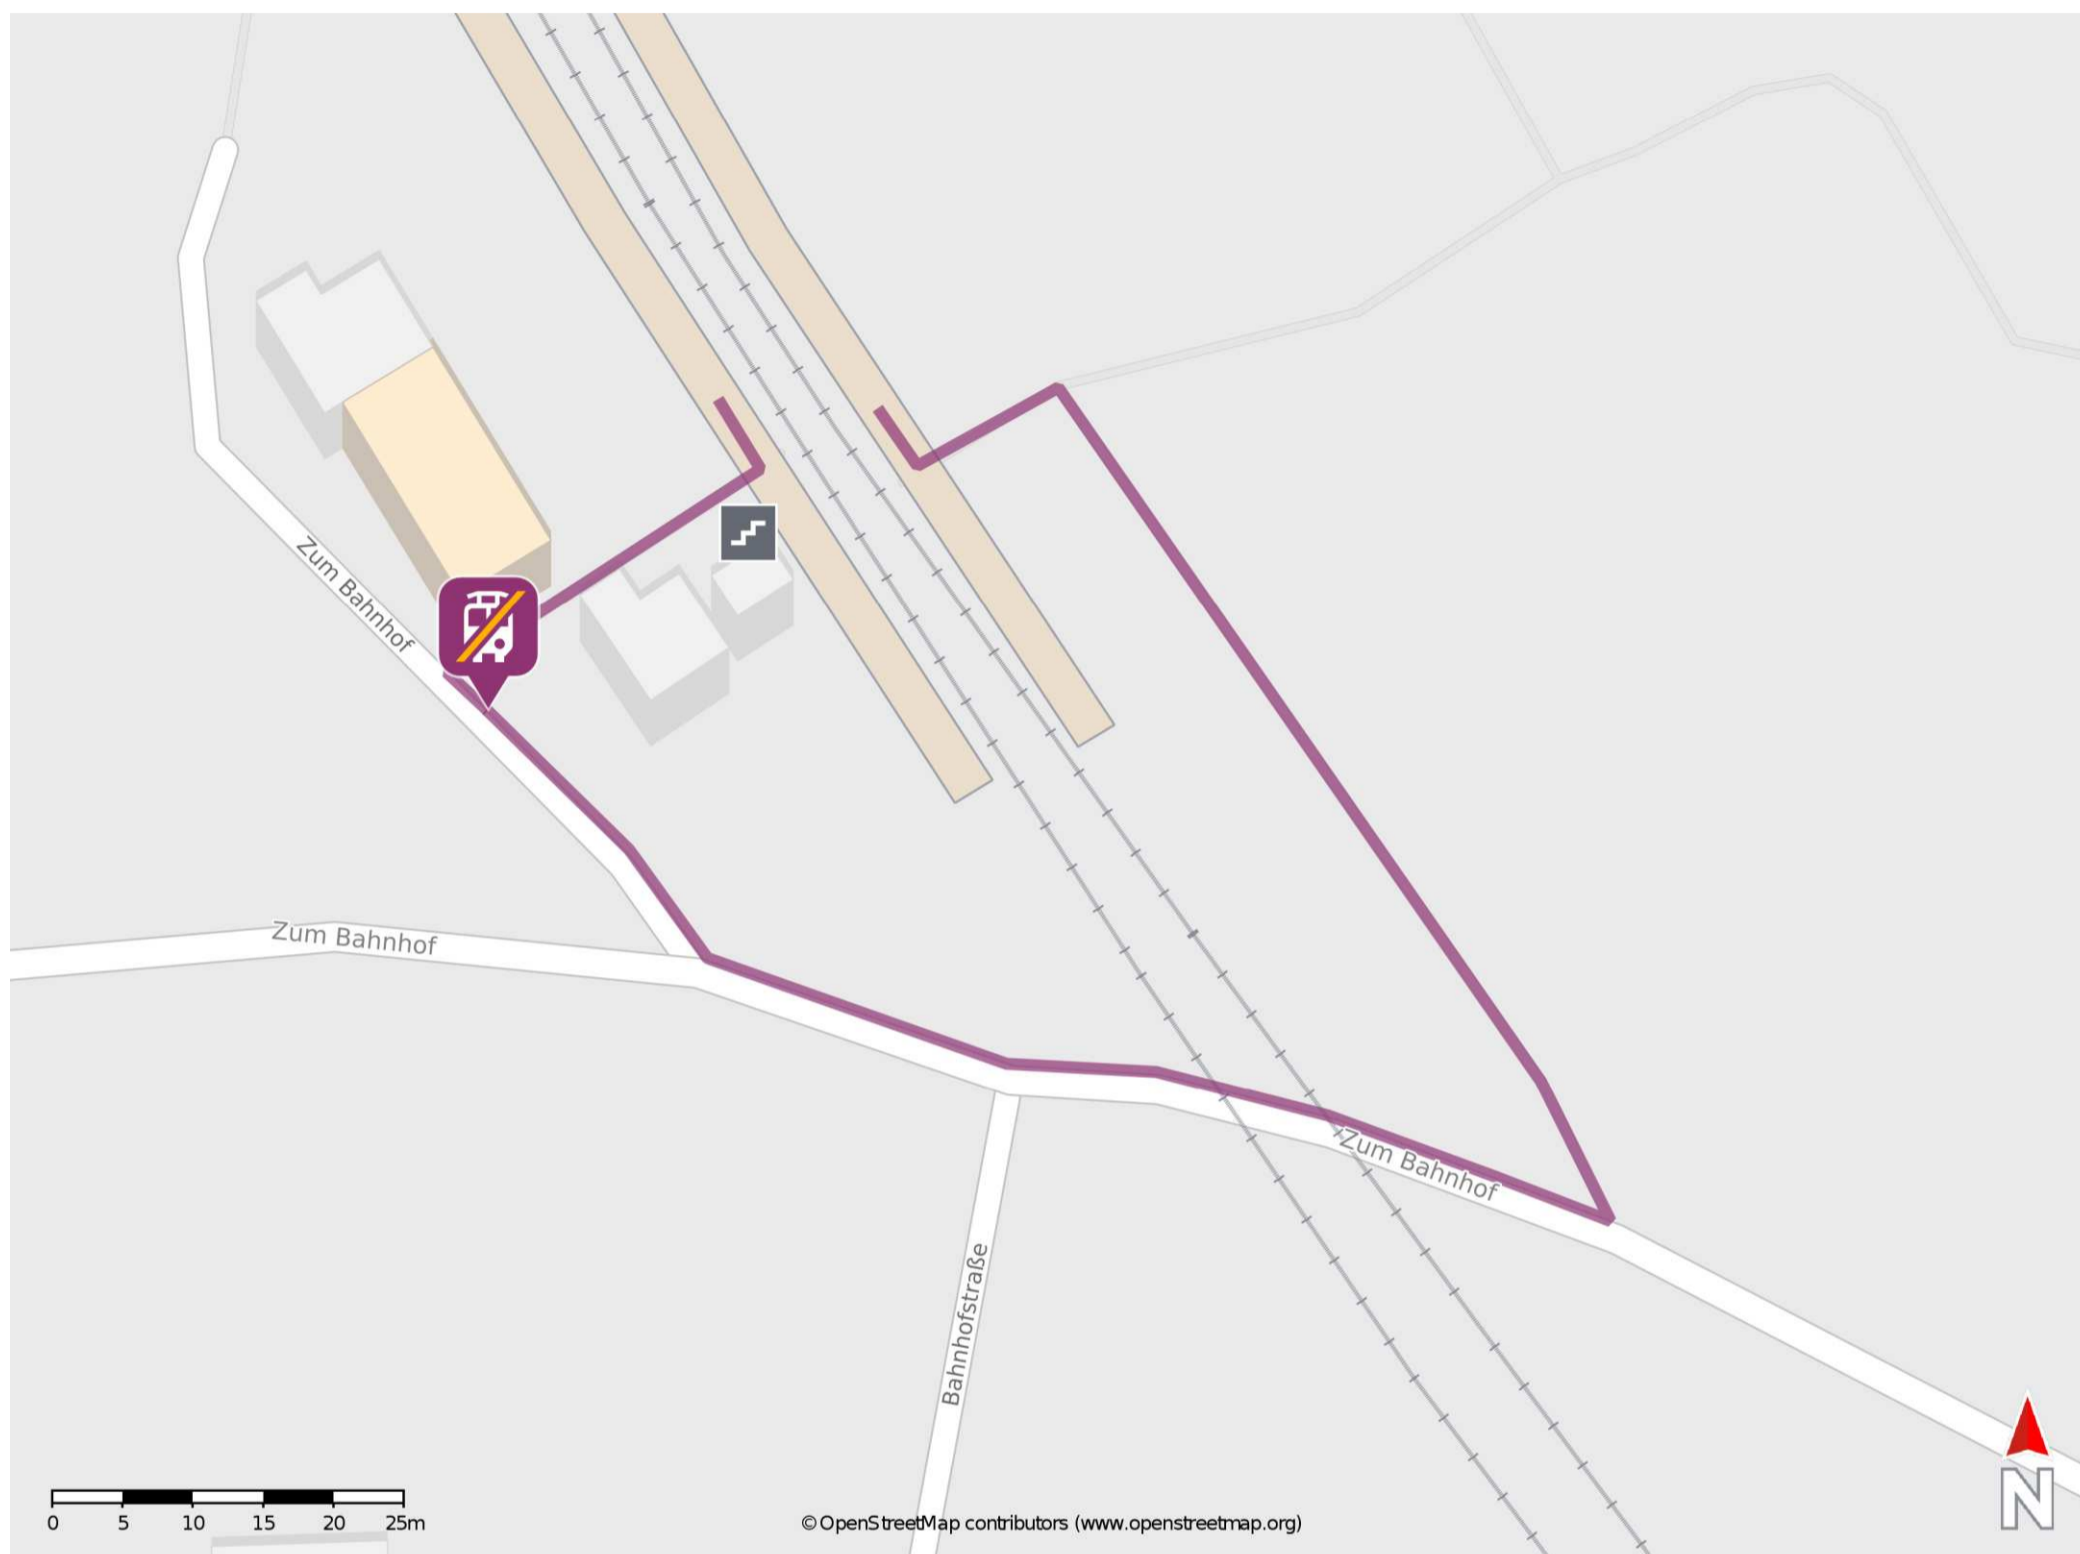 Zum Bahnhof
Zum Bahnhof
Zum Bahnhof
Bahnhofstraße
0 5 10 15 20 25m
©OpenStreetMap contributors (www.openstreetmap.org)
N